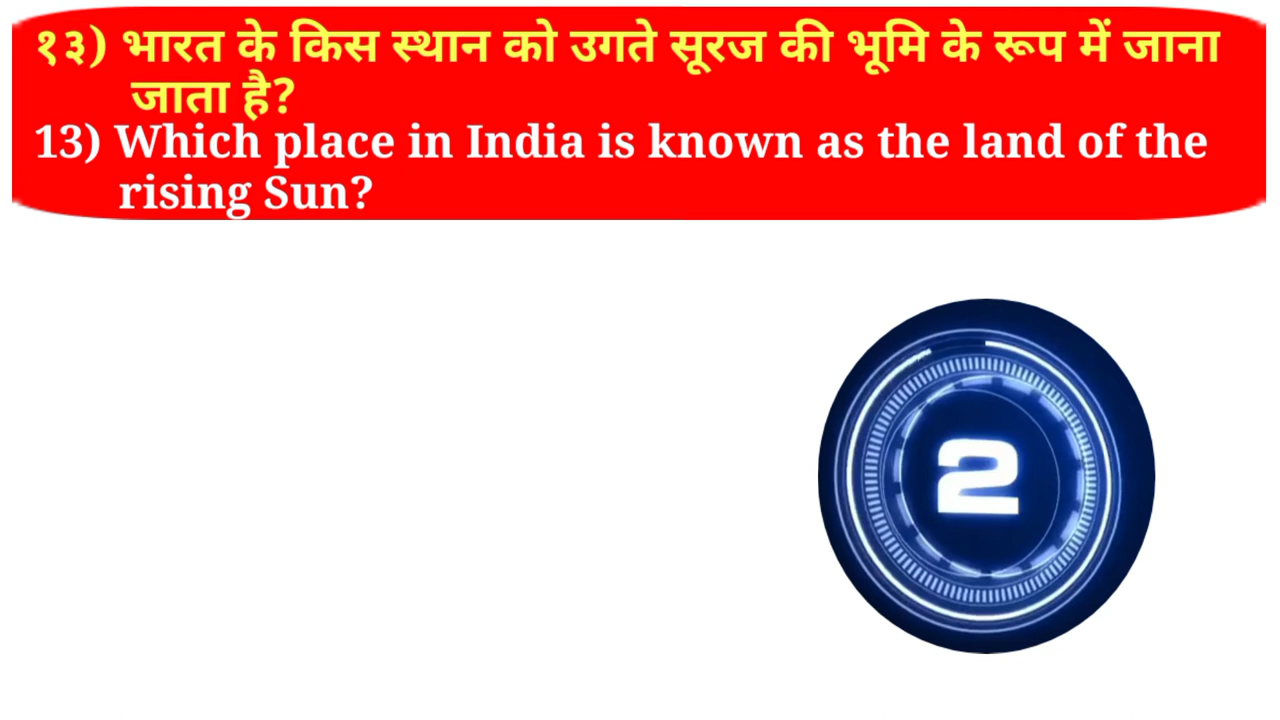 १३) भारत के किस स्थान को उगते सूरज की भूमि के रूप में जाना
जाता है?
13) Which place in India is known as the land of the
rising Sun?
2